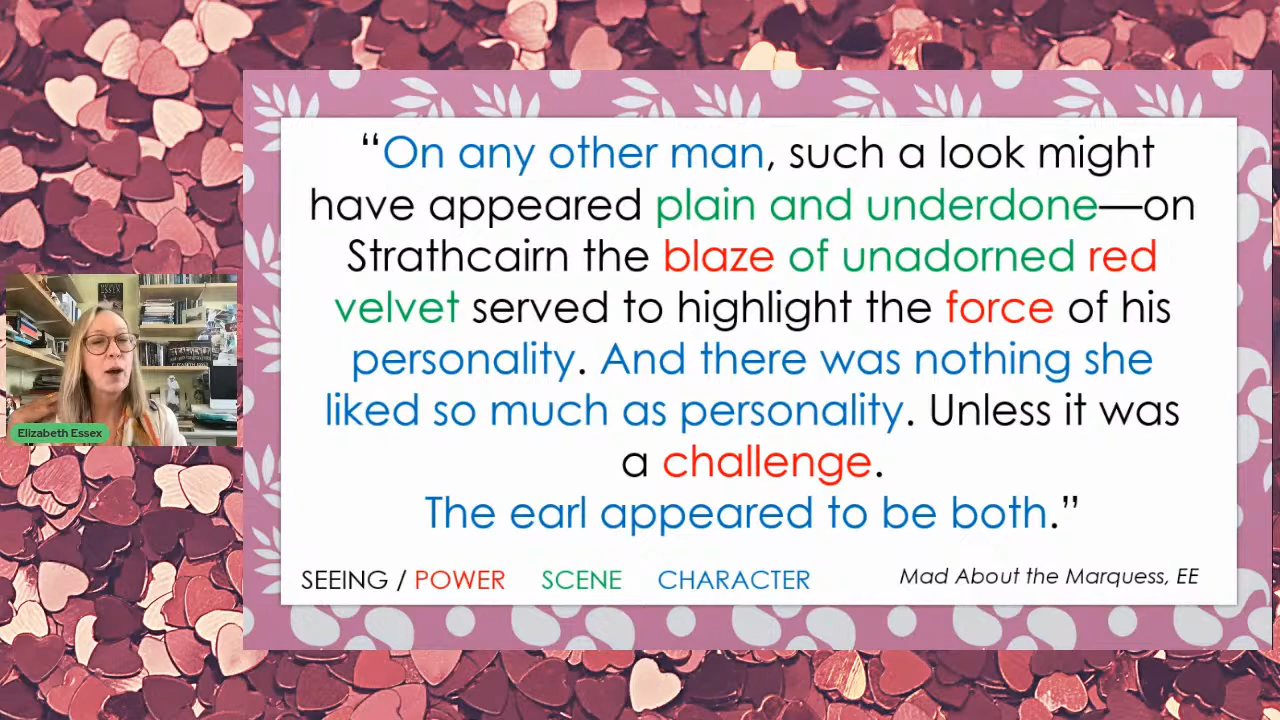 “On any other man, such a look might
have appeared plain and underdone—on
Strathcairn the blaze of unadorned red
velvet served to highlight the force of his
personality. And there was nothing she
liked so much as personality. Unless it was
a challenge.
The earl appeared to be both.”
SEEING / POWER SCENE CHARACTER
Mad About the Marquess, EE
Elizabeth Essex